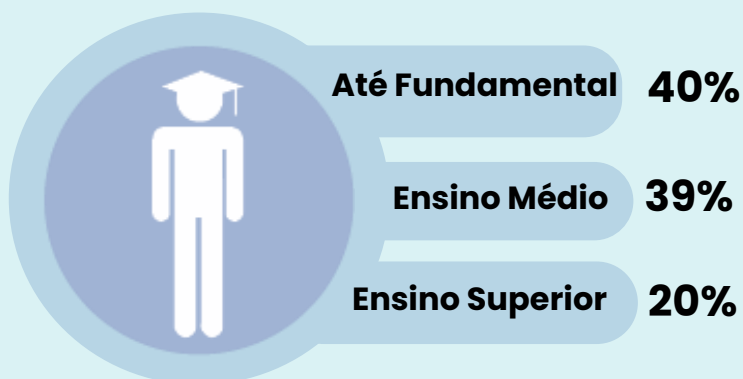 Até Fundamental 40%
Ensino Médio 39%
Ensino Superior 20%